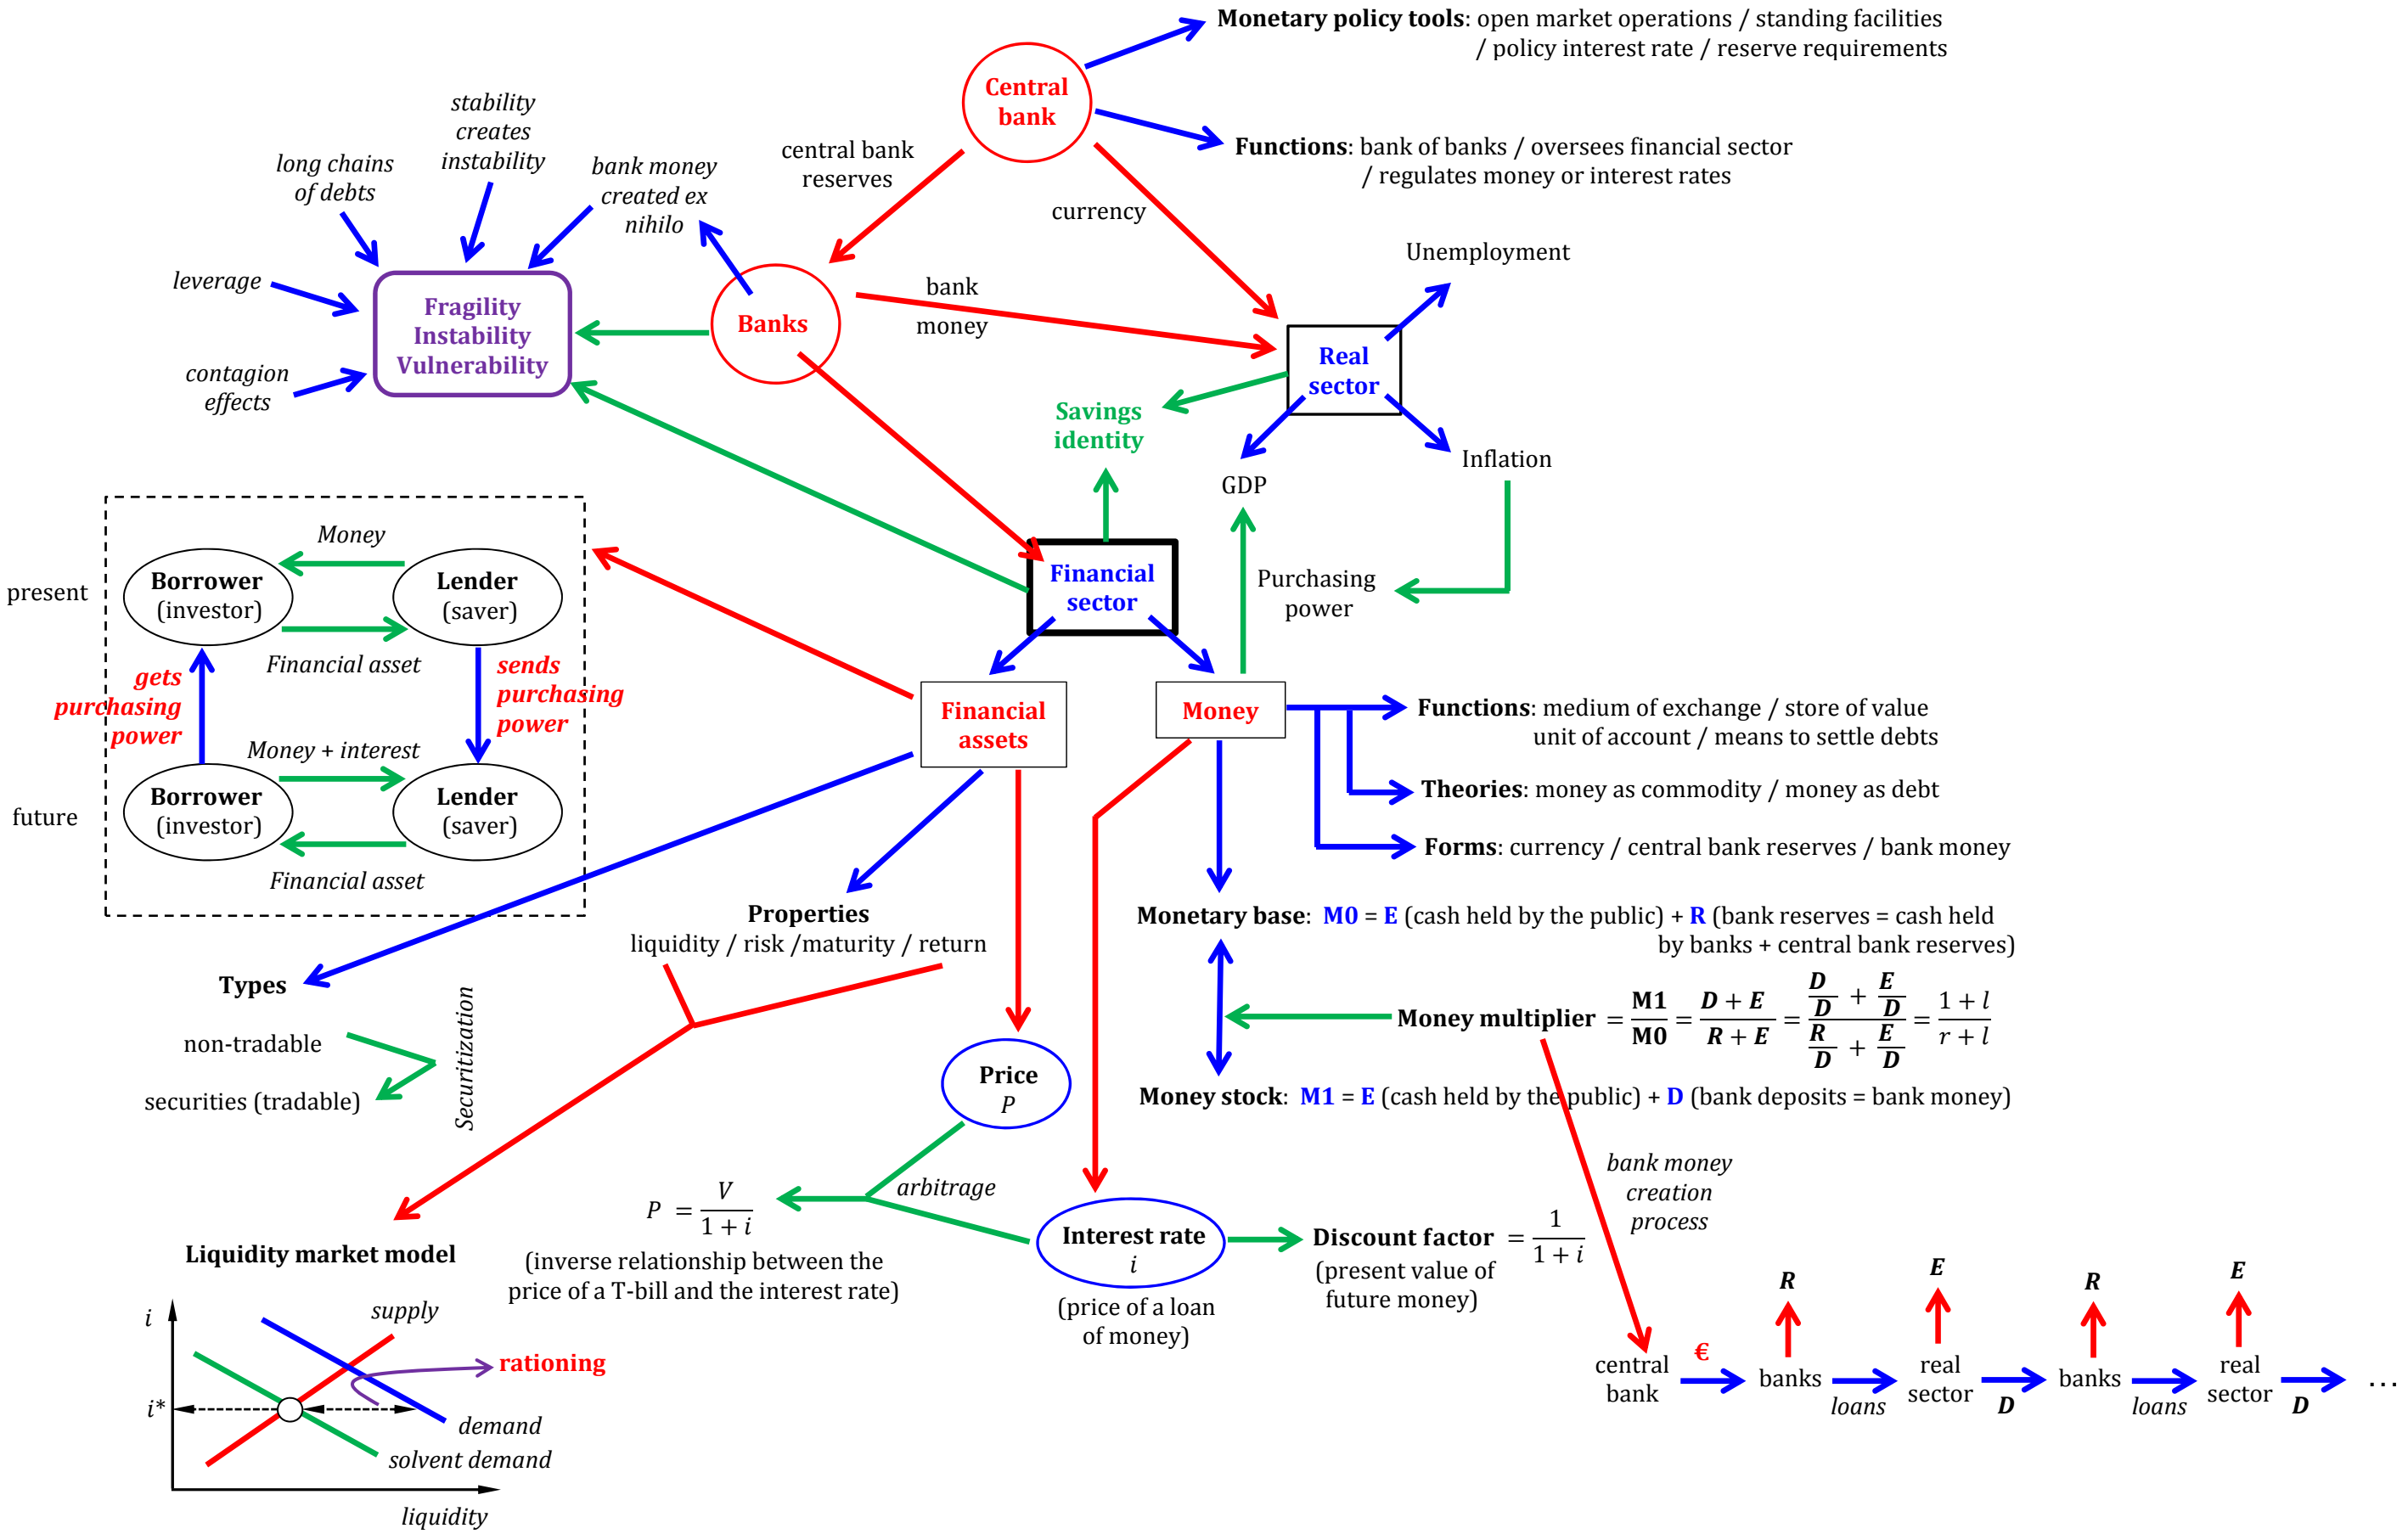 Monetary policy tools: open market operations / standing facilities
/ policy interest rate / reserve requirements
Central
bank
Functions: bank of banks / oversees financial sector
/ regulates money or interest rates
stability
creates
instability
long chains
of debts
bank money
created ex
nihilo
central bank
reserves
currency
leverage
contagion
effects
Fragility
Instability
Vulnerability
Banks
bank
money
Unemployment
Real
sector
Savings
identity
GDP
Inflation
Purchasing
power
Financial
sector
present
future
Money
Borrower
(investor)
Lender
(saver)
Financial asset
gets
purchasing
power
sends
purchasing
power
Money + interest
Borrower
(investor)
Lender
(saver)
Financial asset
Financial
assets
Money
Functions: medium of exchange / store of value
unit of account / means to settle debts
Theories: money as commodity / money as debt
Forms: currency / central bank reserves / bank money
Properties
liquidity / risk /maturity / return
Types
non-tradable
securities (tradable)
Securitization
Monetary base: M0 = E (cash held by the public) + R (bank reserves = cash held
by banks + central bank reserves)
Money multiplier = M1/M0 = (D + E)/(R + E) = (D/D + E/D)/(R/D + E/D) = (1 + l)/(r + l)
Money stock: M1 = E (cash held by the public) + D (bank deposits = bank money)
Price
P
arbitrage
P = V/(1 + i)
(inverse relationship between the
price of a T-bill and the interest rate)
Interest rate
i
(price of a loan
of money)
Discount factor = 1/(1 + i)
(present value of
future money)
bank money
creation
process
Liquidity market model
i
supply
rationing
i*
demand
solvent demand
liquidity
R
E
R
E
central
bank
€
banks
loans
real
sector
D
banks
loans
real
sector
D
…